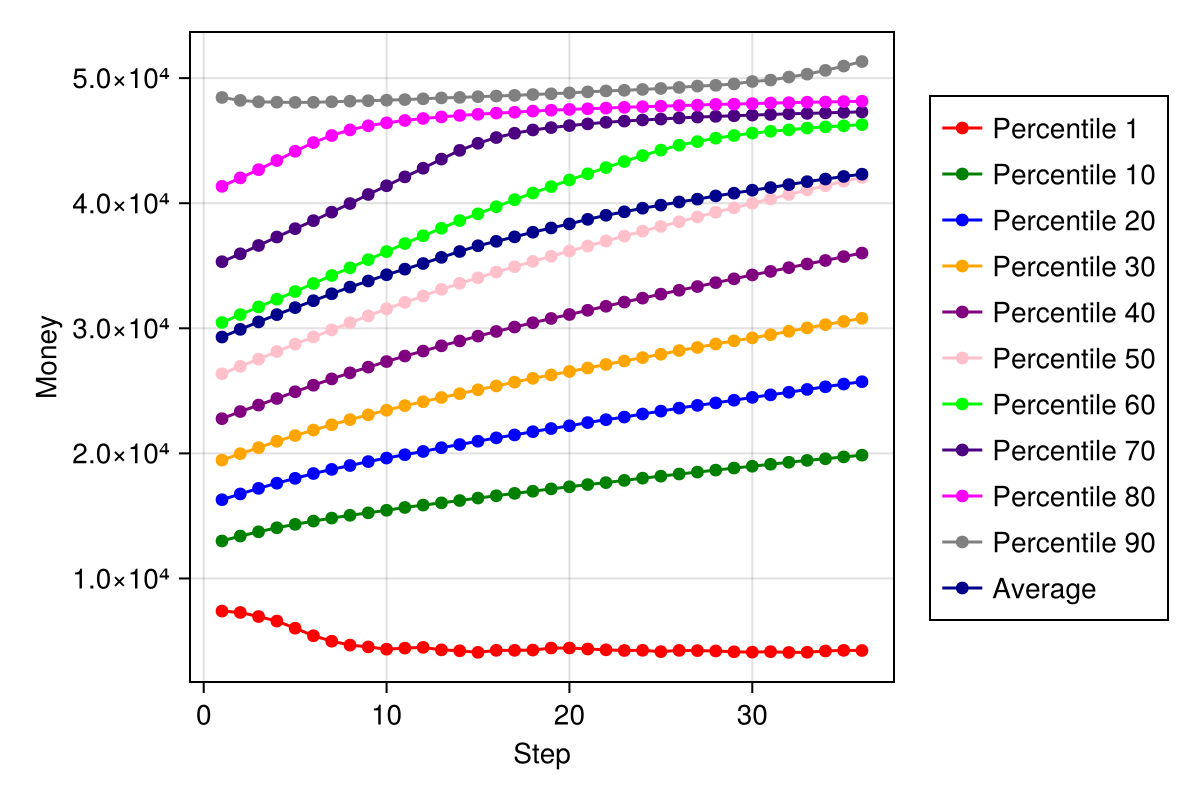 5.0×10⁴
4.0×10⁴
3.0×10⁴
2.0×10⁴
1.0×10⁴
Money
0 10 20 30
Step
Percentile 1
Percentile 10
Percentile 20
Percentile 30
Percentile 40
Percentile 50
Percentile 60
Percentile 70
Percentile 80
Percentile 90
Average